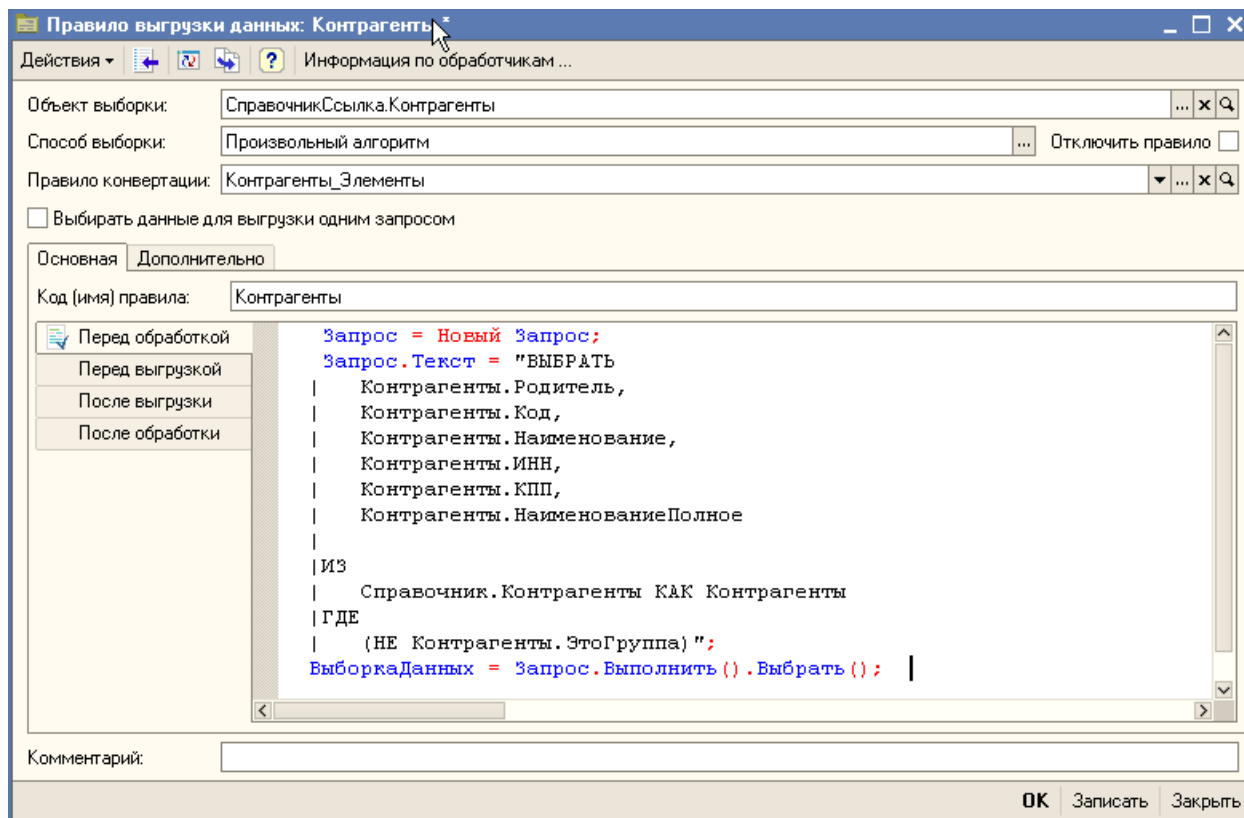 Правило выгрузки данных: Контрагенты *
Действия Информация по обработчикам ...
Объект выборки: СправочникСсылка.Контрагенты
Способ выборки: Произвольный алгоритм ... Отключить правило
Правило конвертации: Контрагенты_Элементы
Выбирать данные для выгрузки одним запросом
Основная Дополнительно
Код (имя) правила: Контрагенты
Перед обработкой
Перед выгрузкой
После выгрузки
После обработки
Запрос = Новый Запрос;
Запрос.Текст = "ВЫБРАТЬ
| Контрагенты.Родитель,
| Контрагенты.Код,
| Контрагенты.Наименование,
| Контрагенты.ИНН,
| Контрагенты.КПП,
| Контрагенты.НаименованиеПолное
|
|ИЗ
| Справочник.Контрагенты КАК Контрагенты
|ГДЕ
| (НЕ Контрагенты.ЭтоГруппа)";
ВыборкаДанных = Запрос.Выполнить().Выбрать();
Комментарий:
OK Записать Закрыть